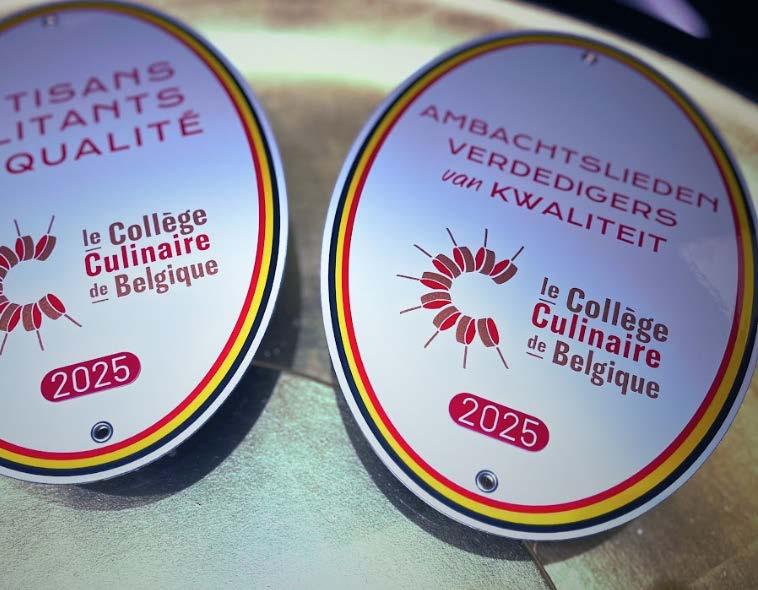 TISANS
LITANTS
QUALITÉ
le Collège
Culinaire
de Belgique
2025
AMBACHTSLIEDEN
VERDEDIGERS
van KWALITEIT
le Collège
Culinaire
de Belgique
2025